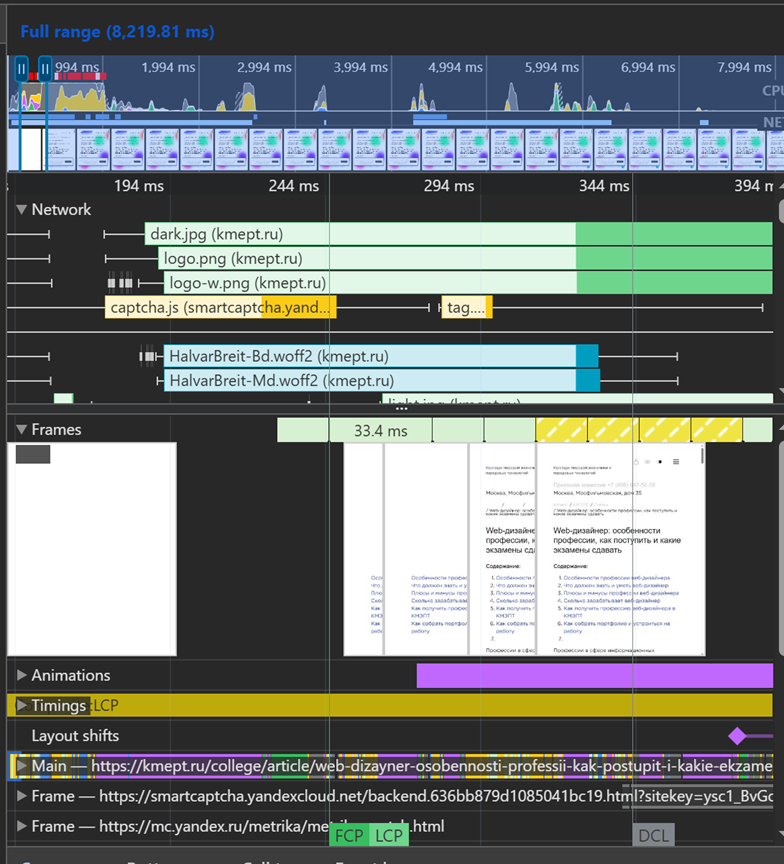 Full range (8,219.81 ms)
994 ms 1,994 ms 2,994 ms 3,994 ms 4,994 ms 5,994 ms 6,994 ms 7,994 ms
CPU
NET
194 ms 244 ms 294 ms 344 ms 394 m
Network
dark.jpg (kmept.ru)
logo.png (kmept.ru)
logo-w.png (kmept.ru)
captcha.js (smartcaptcha.yand... tag....
HalvarBreit-Bd.woff2 (kmept.ru)
HalvarBreit-Md.woff2 (kmept.ru)
light.jpg (kmept.ru)
...
Frames
33.4 ms
Москва, Мосфильмовская, дом 35
Web-дизайнер: особенности
профессии, как поступить и какие
экзамены сдавать
Содержание:
1. Особенности профессии веб-дизайнера
2. Что должен знать и уметь веб-дизайнер
3. Плюсы и минусы профессии веб-дизайнера
4. Сколько зарабатывает веб-дизайнер
5. Как получить профессию веб-дизайнера в
КМЭПТ
6. Как собрать портфолио и устроиться на
работу
7.
Профессии в сфере информационных
Animations
Timings LCP
Layout shifts
Main — https://kmept.ru/college/article/web-dizayner-osobennosti-professii-kak-postupit-i-kakie-ekzame
Frame — https://smartcaptcha.yandexcloud.net/backend.636bb879d1085041bc19.html?sitekey=ysc1_BvGc
Frame — https://mc.yandex.ru/metrika/metrika_match.html
FCP LCP DCL